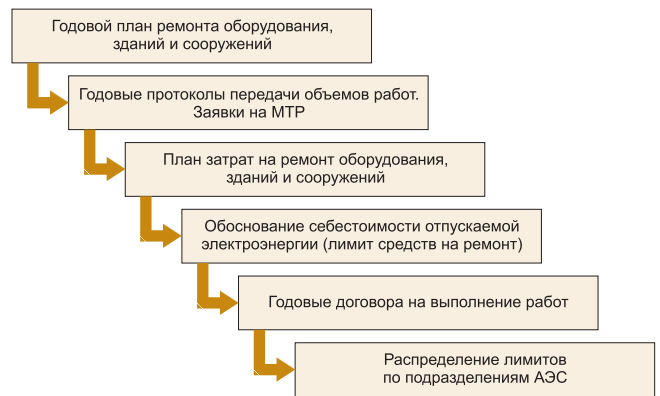 Годовой план ремонта оборудования,
зданий и сооружений
Годовые протоколы передачи объемов работ.
Заявки на МТР
План затрат на ремонт оборудования,
зданий и сооружений
Обоснование себестоимости отпускаемой
электроэнергии (лимит средств на ремонт)
Годовые договора на выполнение работ
Распределение лимитов
по подразделениям АЭС